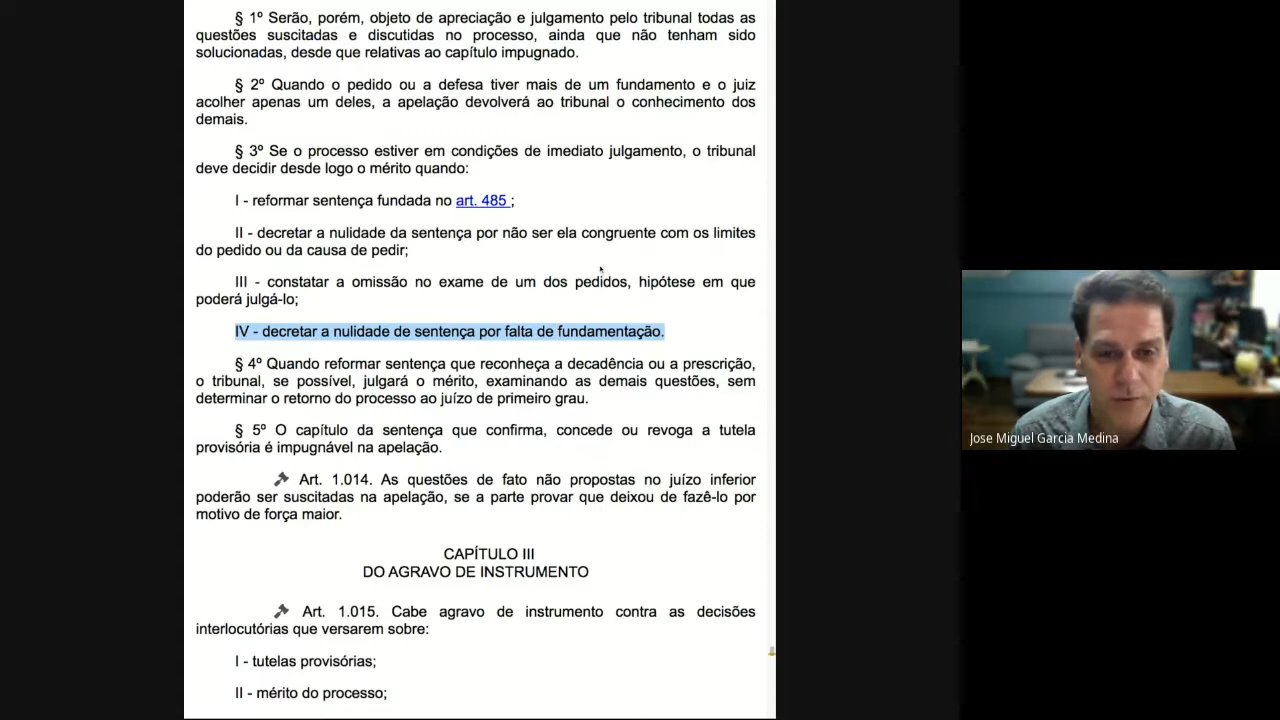 § 1º Serão, porém, objeto de apreciação e julgamento pelo tribunal todas as
questões suscitadas e discutidas no processo, ainda que não tenham sido
solucionadas, desde que relativas ao capítulo impugnado.
§ 2º Quando o pedido ou a defesa tiver mais de um fundamento e o juiz
acolher apenas um deles, a apelação devolverá ao tribunal o conhecimento dos
demais.
§ 3º Se o processo estiver em condições de imediato julgamento, o tribunal
deve decidir desde logo o mérito quando:
I - reformar sentença fundada no art. 485 ;
II - decretar a nulidade da sentença por não ser ela congruente com os limites
do pedido ou da causa de pedir;
III - constatar a omissão no exame de um dos pedidos, hipótese em que
poderá julgá-lo;
IV - decretar a nulidade de sentença por falta de fundamentação.
§ 4º Quando reformar sentença que reconheça a decadência ou a prescrição,
o tribunal, se possível, julgará o mérito, examinando as demais questões, sem
determinar o retorno do processo ao juízo de primeiro grau.
§ 5º O capítulo da sentença que confirma, concede ou revoga a tutela
provisória é impugnável na apelação.
Art. 1.014. As questões de fato não propostas no juízo inferior
poderão ser suscitadas na apelação, se a parte provar que deixou de fazê-lo por
motivo de força maior.
CAPÍTULO III
DO AGRAVO DE INSTRUMENTO
Art. 1.015. Cabe agravo de instrumento contra as decisões
interlocutórias que versarem sobre:
I - tutelas provisórias;
II - mérito do processo;
Jose Miguel Garcia Medina